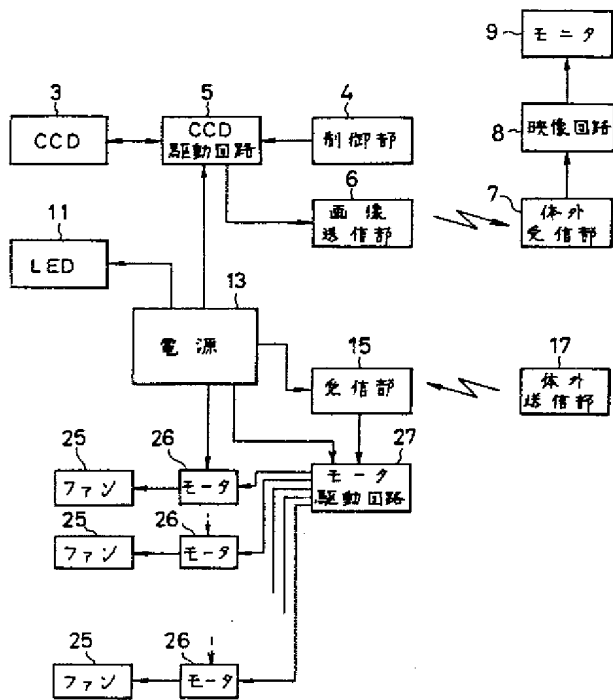 9
モニタ
3
5
4
CCD
CCD
駆動回路
制御部
8
映像回路
6
画像
送信部
7
体外
受信部
11
LED
13
電源
15
受信部
17
体外
送信部
25
ファン
26
モータ
27
モータ
駆動回路
25
ファン
26
モータ
25
ファン
26
モータ